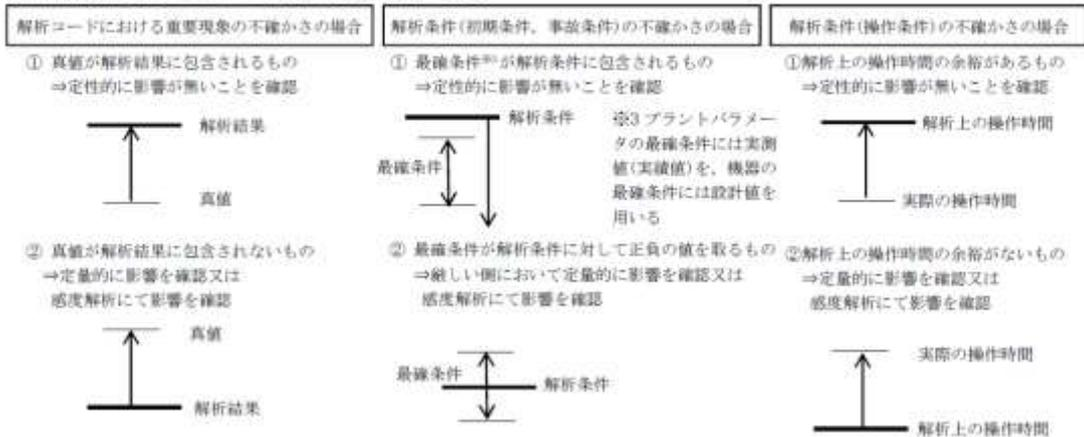 解析コードにおける重要現象の不確かさの場合
① 真値が解析結果に包含されるもの
⇒定性的に影響が無いことを確認
解析結果
真値
② 真値が解析結果に包含されないもの
⇒定量的に影響を確認又は
感度解析にて影響を確認
真値
解析結果
解析条件(初期条件、事故条件)の不確かさの場合
① 最確条件※3が解析条件に包含されるもの
⇒定性的に影響が無いことを確認
解析条件
最確条件
※3 プラントパラメー
タの最確条件には実測
値(実績値)を、機器の
最確条件には設計値を
用いる
② 最確条件が解析条件に対して正負の値を取るもの
⇒厳しい側において定量的に影響を確認又は
感度解析にて影響を確認
最確条件
解析条件
解析条件(操作条件)の不確かさの場合
①解析上の操作時間の余裕があるもの
⇒定性的に影響が無いことを確認
解析上の操作時間
実際の操作時間
②解析上の操作時間の余裕がないもの
⇒定量的に影響を確認又は
感度解析にて影響を確認
実際の操作時間
解析上の操作時間